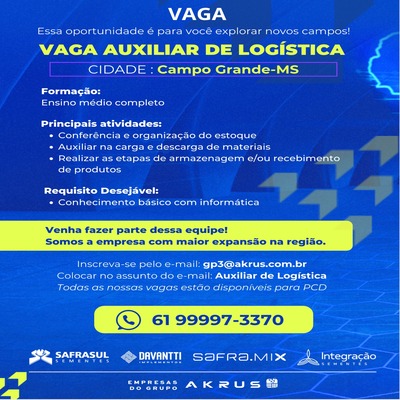 VAGA
Essa oportunidade é para você explorar novos campos!
VAGA AUXILIAR DE LOGÍSTICA
CIDADE : Campo Grande-MS
Formação:
Ensino médio completo
Principais atividades:
• Conferência e organização do estoque
• Auxiliar na carga e descarga de materiais
• Realizar as etapas de armazenagem e/ou recebimento
de produtos
Requisito Desejável:
• Conhecimento básico com informática
Venha fazer parte dessa equipe!
Somos a empresa com maior expansão na região.
Inscreva-se pelo e-mail: gp3@akrus.com.br
Colocar no assunto do e-mail: Auxiliar de Logística
Todas as nossas vagas estão disponíveis para PCD
61 99997-3370
SAFRASUL SEMENTES DAVANTTI IMPLEMENTOS SAFRA.MIX Integração SEMENTES
EMPRESAS DO GRUPO AKRUS